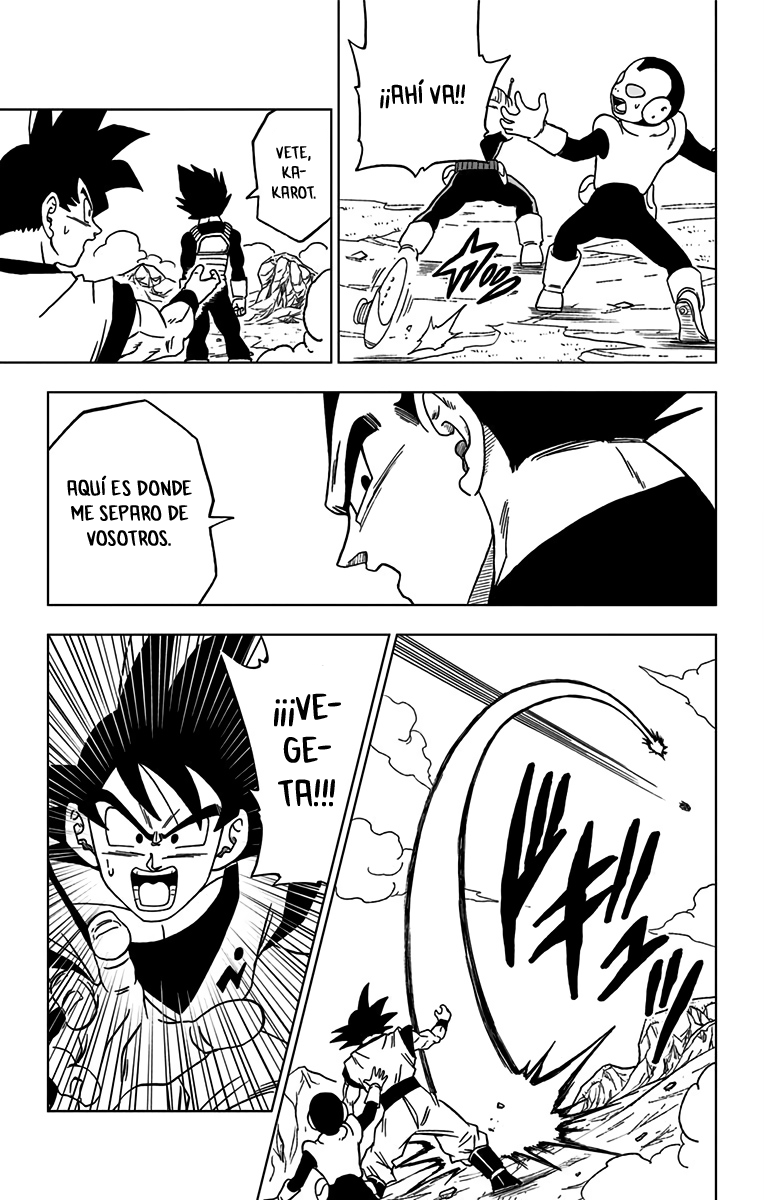 ¡¡AHÍ VA!!
VETE,
KA-
KAROT.
AQUÍ ES DONDE
ME SEPARO DE
VOSOTROS.
¡¡¡VE-
GE-
TA!!!